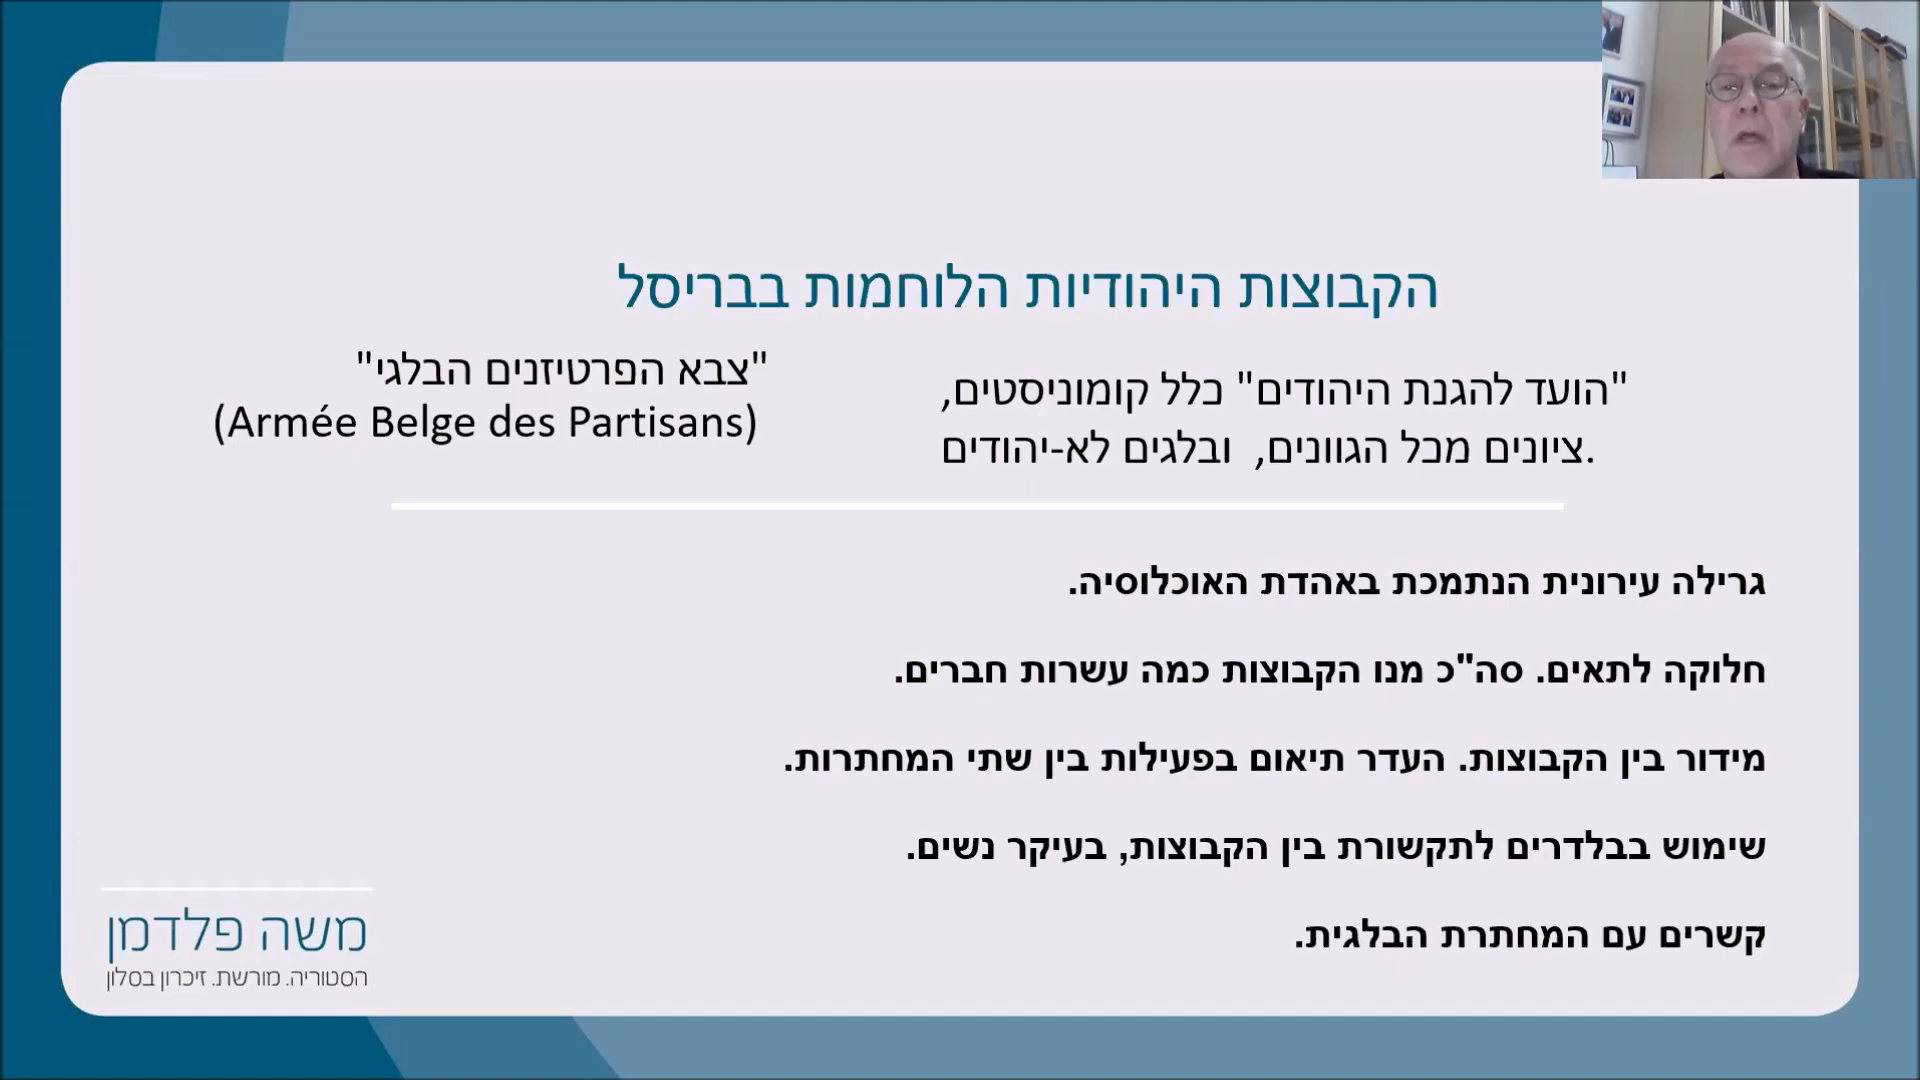 הקבוצות היהודיות הלוחמות בבריסל
"הועד להגנת היהודים" כלל קומוניסטים,
ציונים מכל הגוונים,  ובלגים לא-יהודים.
"צבא הפרטיזנים הבלגי"
(Armée Belge des Partisans)
גרילה עירונית הנתמכת באהדת האוכלוסיה.
חלוקה לתאים. סה"כ מנו הקבוצות כמה עשרות חברים.
מידור בין הקבוצות. העדר תיאום בפעילות בין שתי המחתרות.
שימוש בבלדרים לתקשורת בין הקבוצות, בעיקר נשים.
קשרים עם המחתרת הבלגית.
משה פלדמן
הסטוריה. מורשת. זיכרון בסלון